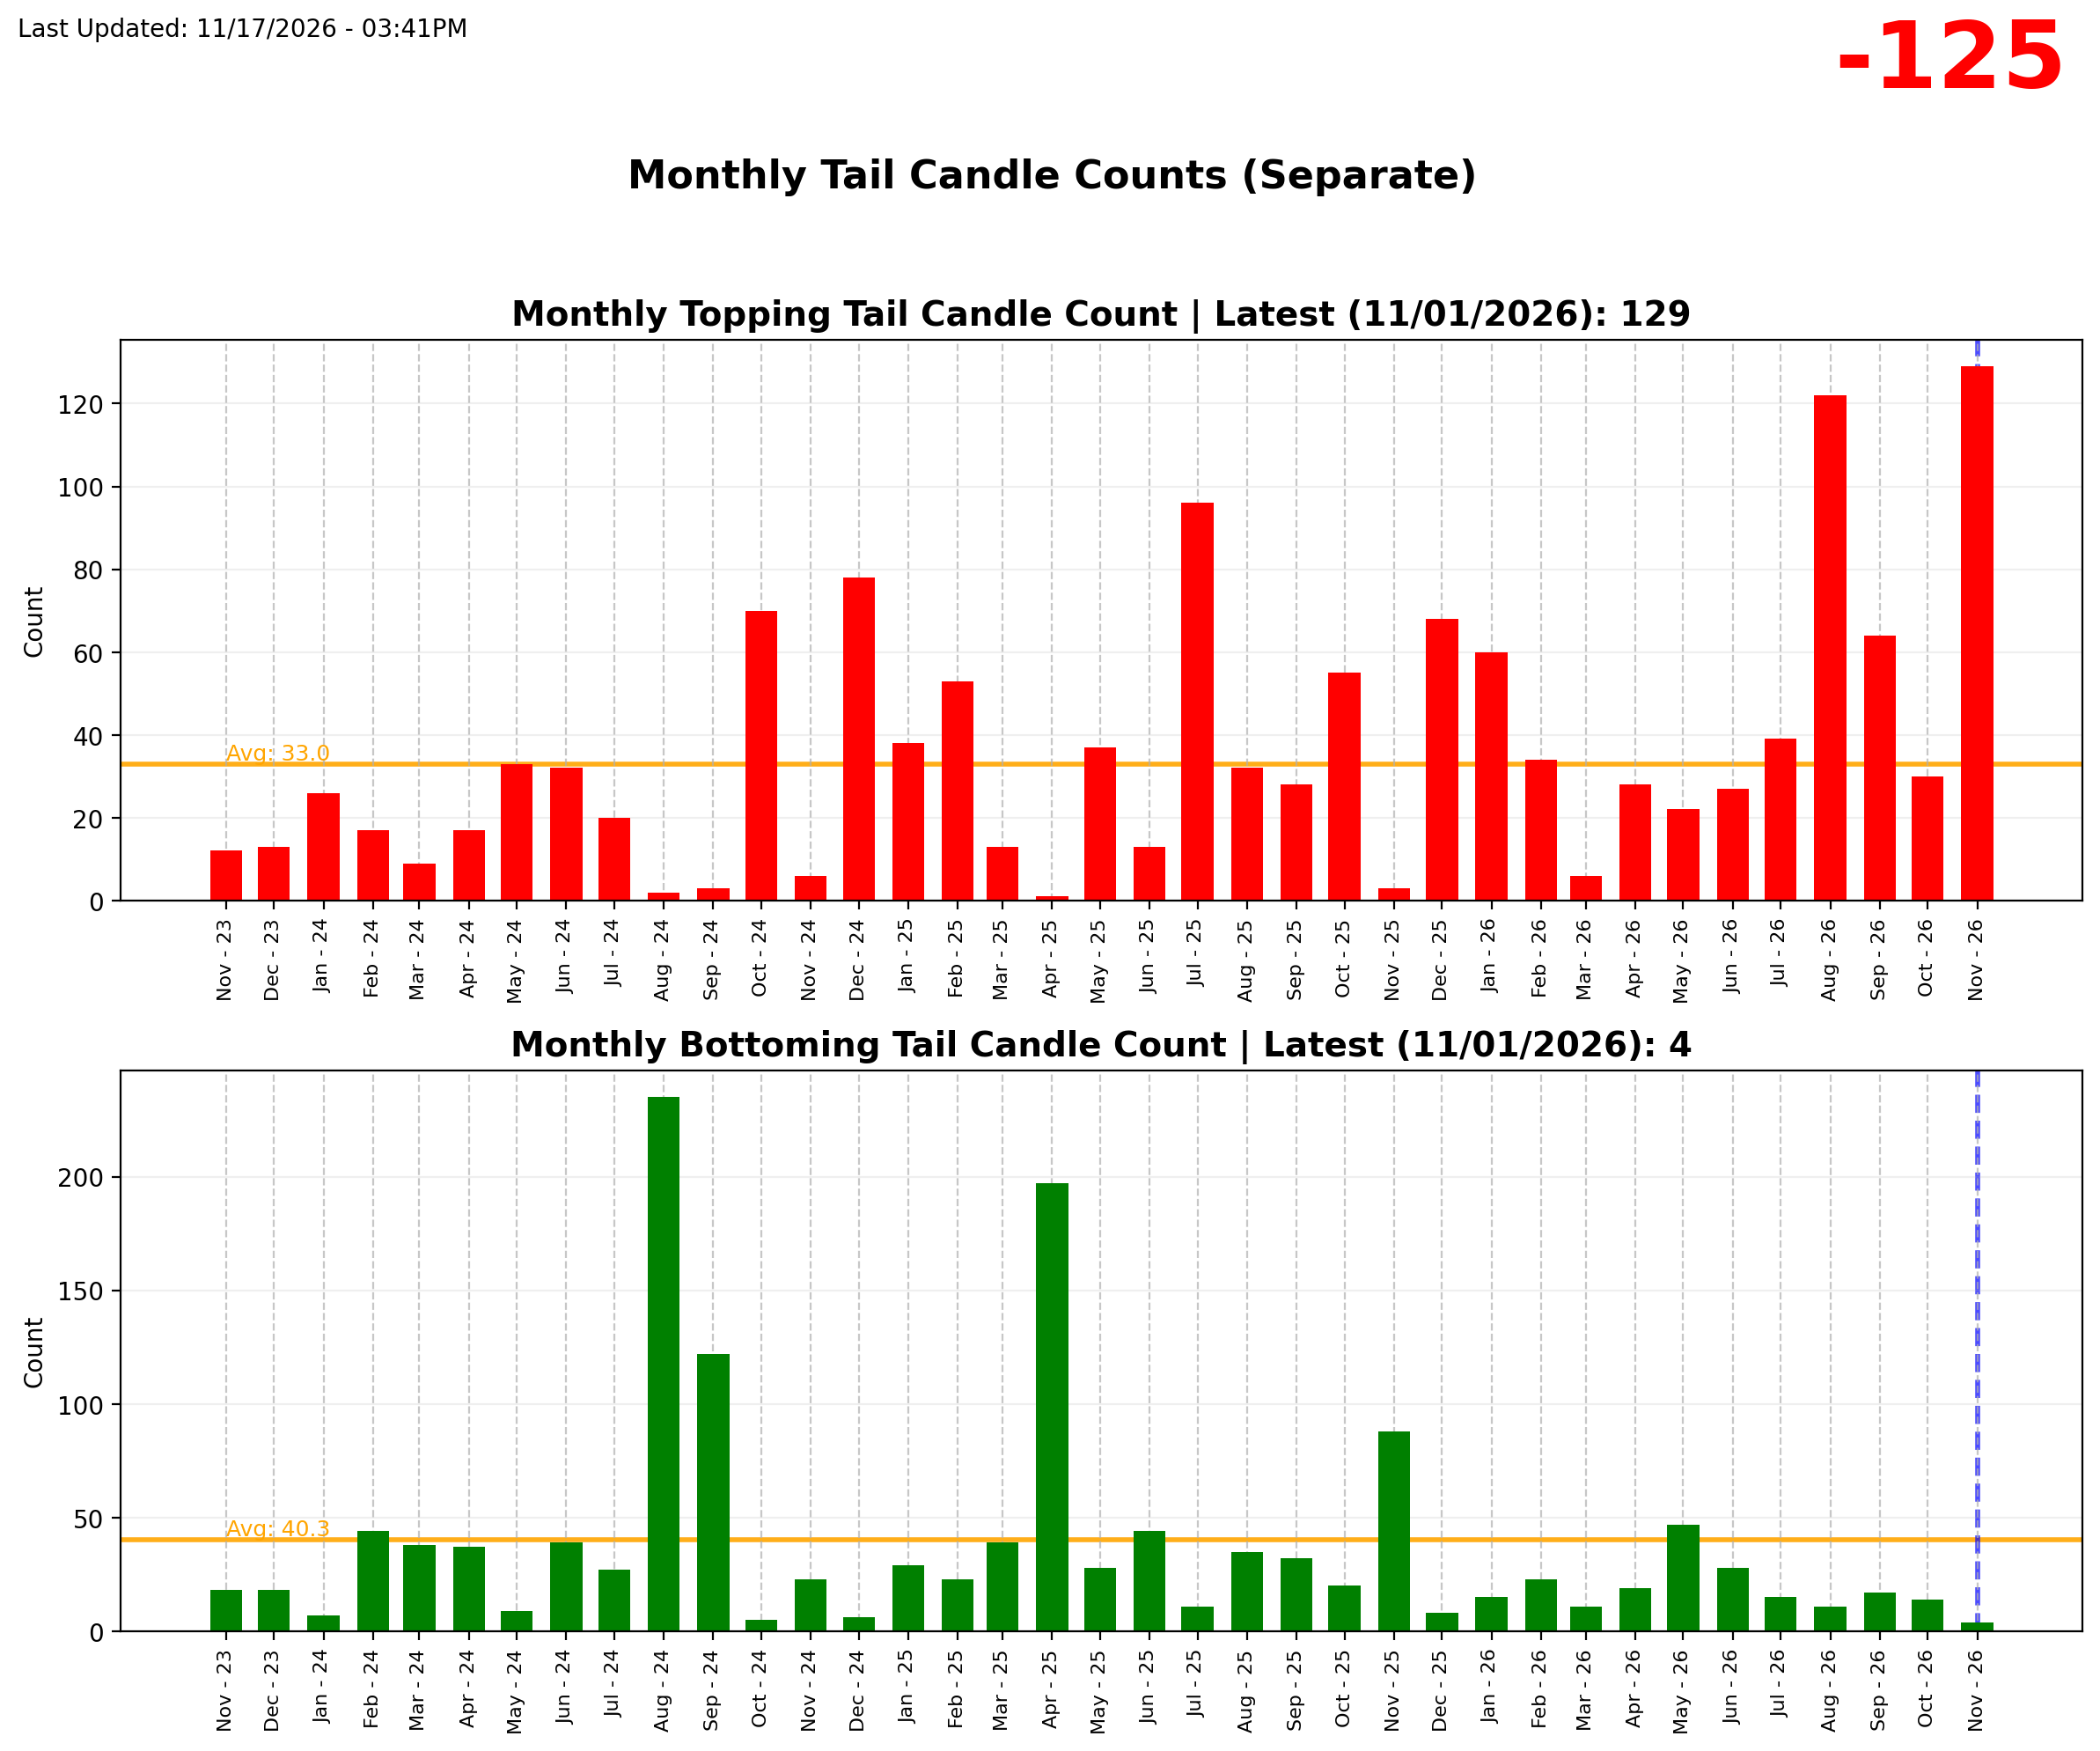 Last Updated: 11/17/2026 - 03:41PM
-125
Monthly Tail Candle Counts (Separate)
Monthly Topping Tail Candle Count | Latest (11/01/2026): 129
Count
120
100
80
60
40
20
0
Avg: 33.0
Nov - 23
Dec - 23
Jan - 24
Feb - 24
Mar - 24
Apr - 24
May - 24
Jun - 24
Jul - 24
Aug - 24
Sep - 24
Oct - 24
Nov - 24
Dec - 24
Jan - 25
Feb - 25
Mar - 25
Apr - 25
May - 25
Jun - 25
Jul - 25
Aug - 25
Sep - 25
Oct - 25
Nov - 25
Dec - 25
Jan - 26
Feb - 26
Mar - 26
Apr - 26
May - 26
Jun - 26
Jul - 26
Aug - 26
Sep - 26
Oct - 26
Nov - 26
Monthly Bottoming Tail Candle Count | Latest (11/01/2026): 4
Count
200
150
100
50
0
Avg: 40.3
Nov - 23
Dec - 23
Jan - 24
Feb - 24
Mar - 24
Apr - 24
May - 24
Jun - 24
Jul - 24
Aug - 24
Sep - 24
Oct - 24
Nov - 24
Dec - 24
Jan - 25
Feb - 25
Mar - 25
Apr - 25
May - 25
Jun - 25
Jul - 25
Aug - 25
Sep - 25
Oct - 25
Nov - 25
Dec - 25
Jan - 26
Feb - 26
Mar - 26
Apr - 26
May - 26
Jun - 26
Jul - 26
Aug - 26
Sep - 26
Oct - 26
Nov - 26